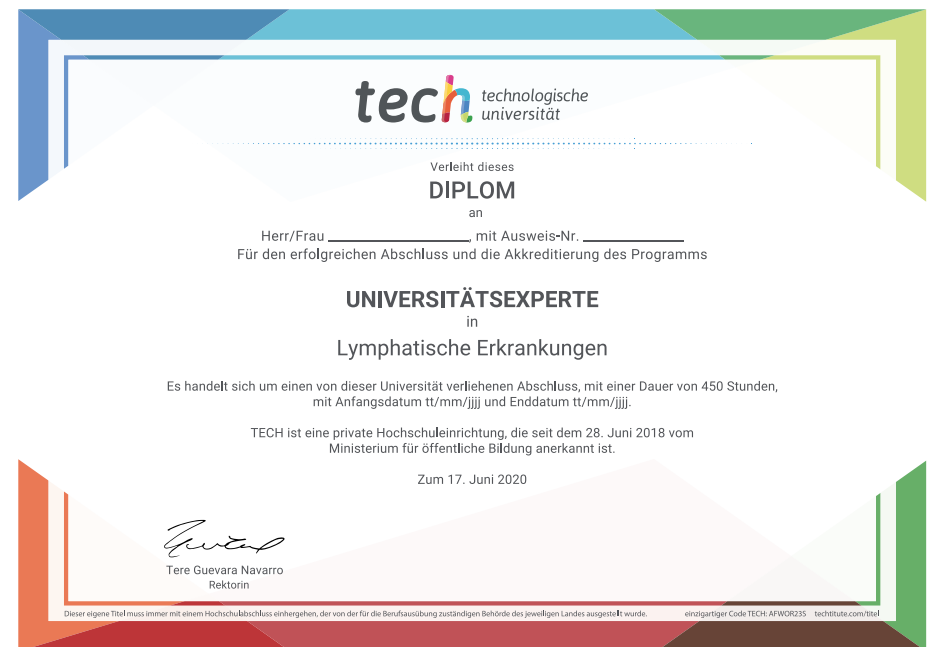 tech technologische
universität
Verleiht dieses
DIPLOM
an
Herr/Frau ____________________, mit Ausweis-Nr. ______________
Für den erfolgreichen Abschluss und die Akkreditierung des Programms
UNIVERSITÄTSEXPERTE
in
Lymphatische Erkrankungen
Es handelt sich um einen von dieser Universität verliehenen Abschluss, mit einer Dauer von 450 Stunden,
mit Anfangsdatum tt/mm/jjjj und Enddatum tt/mm/jjjj.
TECH ist eine private Hochschuleinrichtung, die seit dem 28. Juni 2018 vom
Ministerium für öffentliche Bildung anerkannt ist.
Zum 17. Juni 2020
Tere Guevara Navarro
Rektorin
Dieser eigene Titel muss immer mit einem Hochschulabschluss einhergehen, der von der für die Berufsausübung zuständigen Behörde des jeweiligen Landes ausgestellt wurde. einzigartiger Code TECH: AFWOR23S techtitute.com/titel